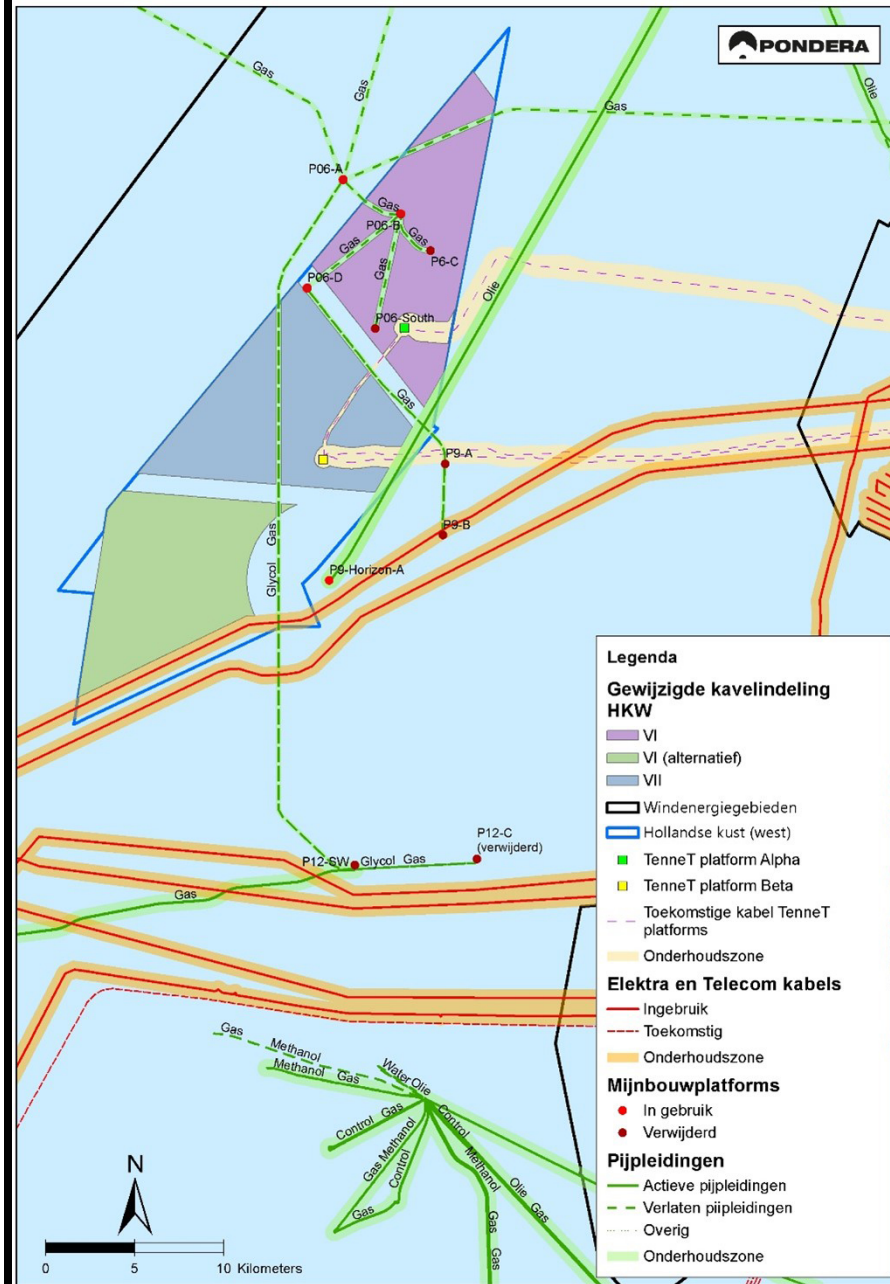 PONDERA
Gas
Gas
Gas
Olie
P06-A
Gas
P06-B
Gas
P6-C
Gas
Gas
P06-D
Olie
P06-South
Gas
P9-A
P9-B
Glycol Gas
P9-Horizon-A
P12-C
(verwijderd)
P12-SW
Glycol Gas
Gas
Gas
Methanol
Methanol Gas
Water
Olie
Control Gas
Control
Gas Methanol
Control
Methanol
Olie Gas
Gas
Gas
Gas
N
0 5 10 Kilometers
Legenda
Gewijzigde kavelindeling
HKW
VI
VI (alternatief)
VII
Windenergiegebieden
Hollandse kust (west)
TenneT platform Alpha
TenneT platform Beta
Toekomstige kabel TenneT
platforms
Onderhoudszone
Elektra en Telecom kabels
Ingebruik
Toekomstig
Onderhoudszone
Mijnbouwplatforms
In gebruik
Verwijderd
Pijpleidingen
Actieve pijpleidingen
Verlaten pijpleidingen
Overig
Onderhoudszone